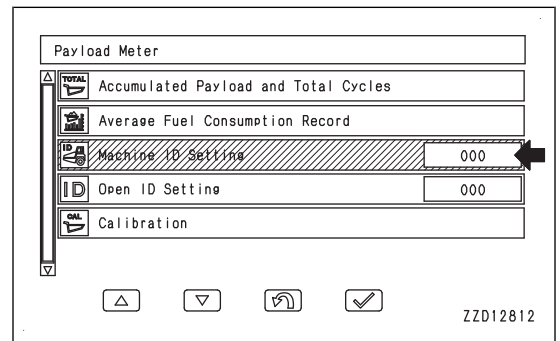 Payload Meter
TOTAL
Accumulated Payload and Total Cycles
Average Fuel Consumption Record
ID
Machine ID Setting 000
ID
Open ID Setting 000
CAL
Calibration
ZZD12812